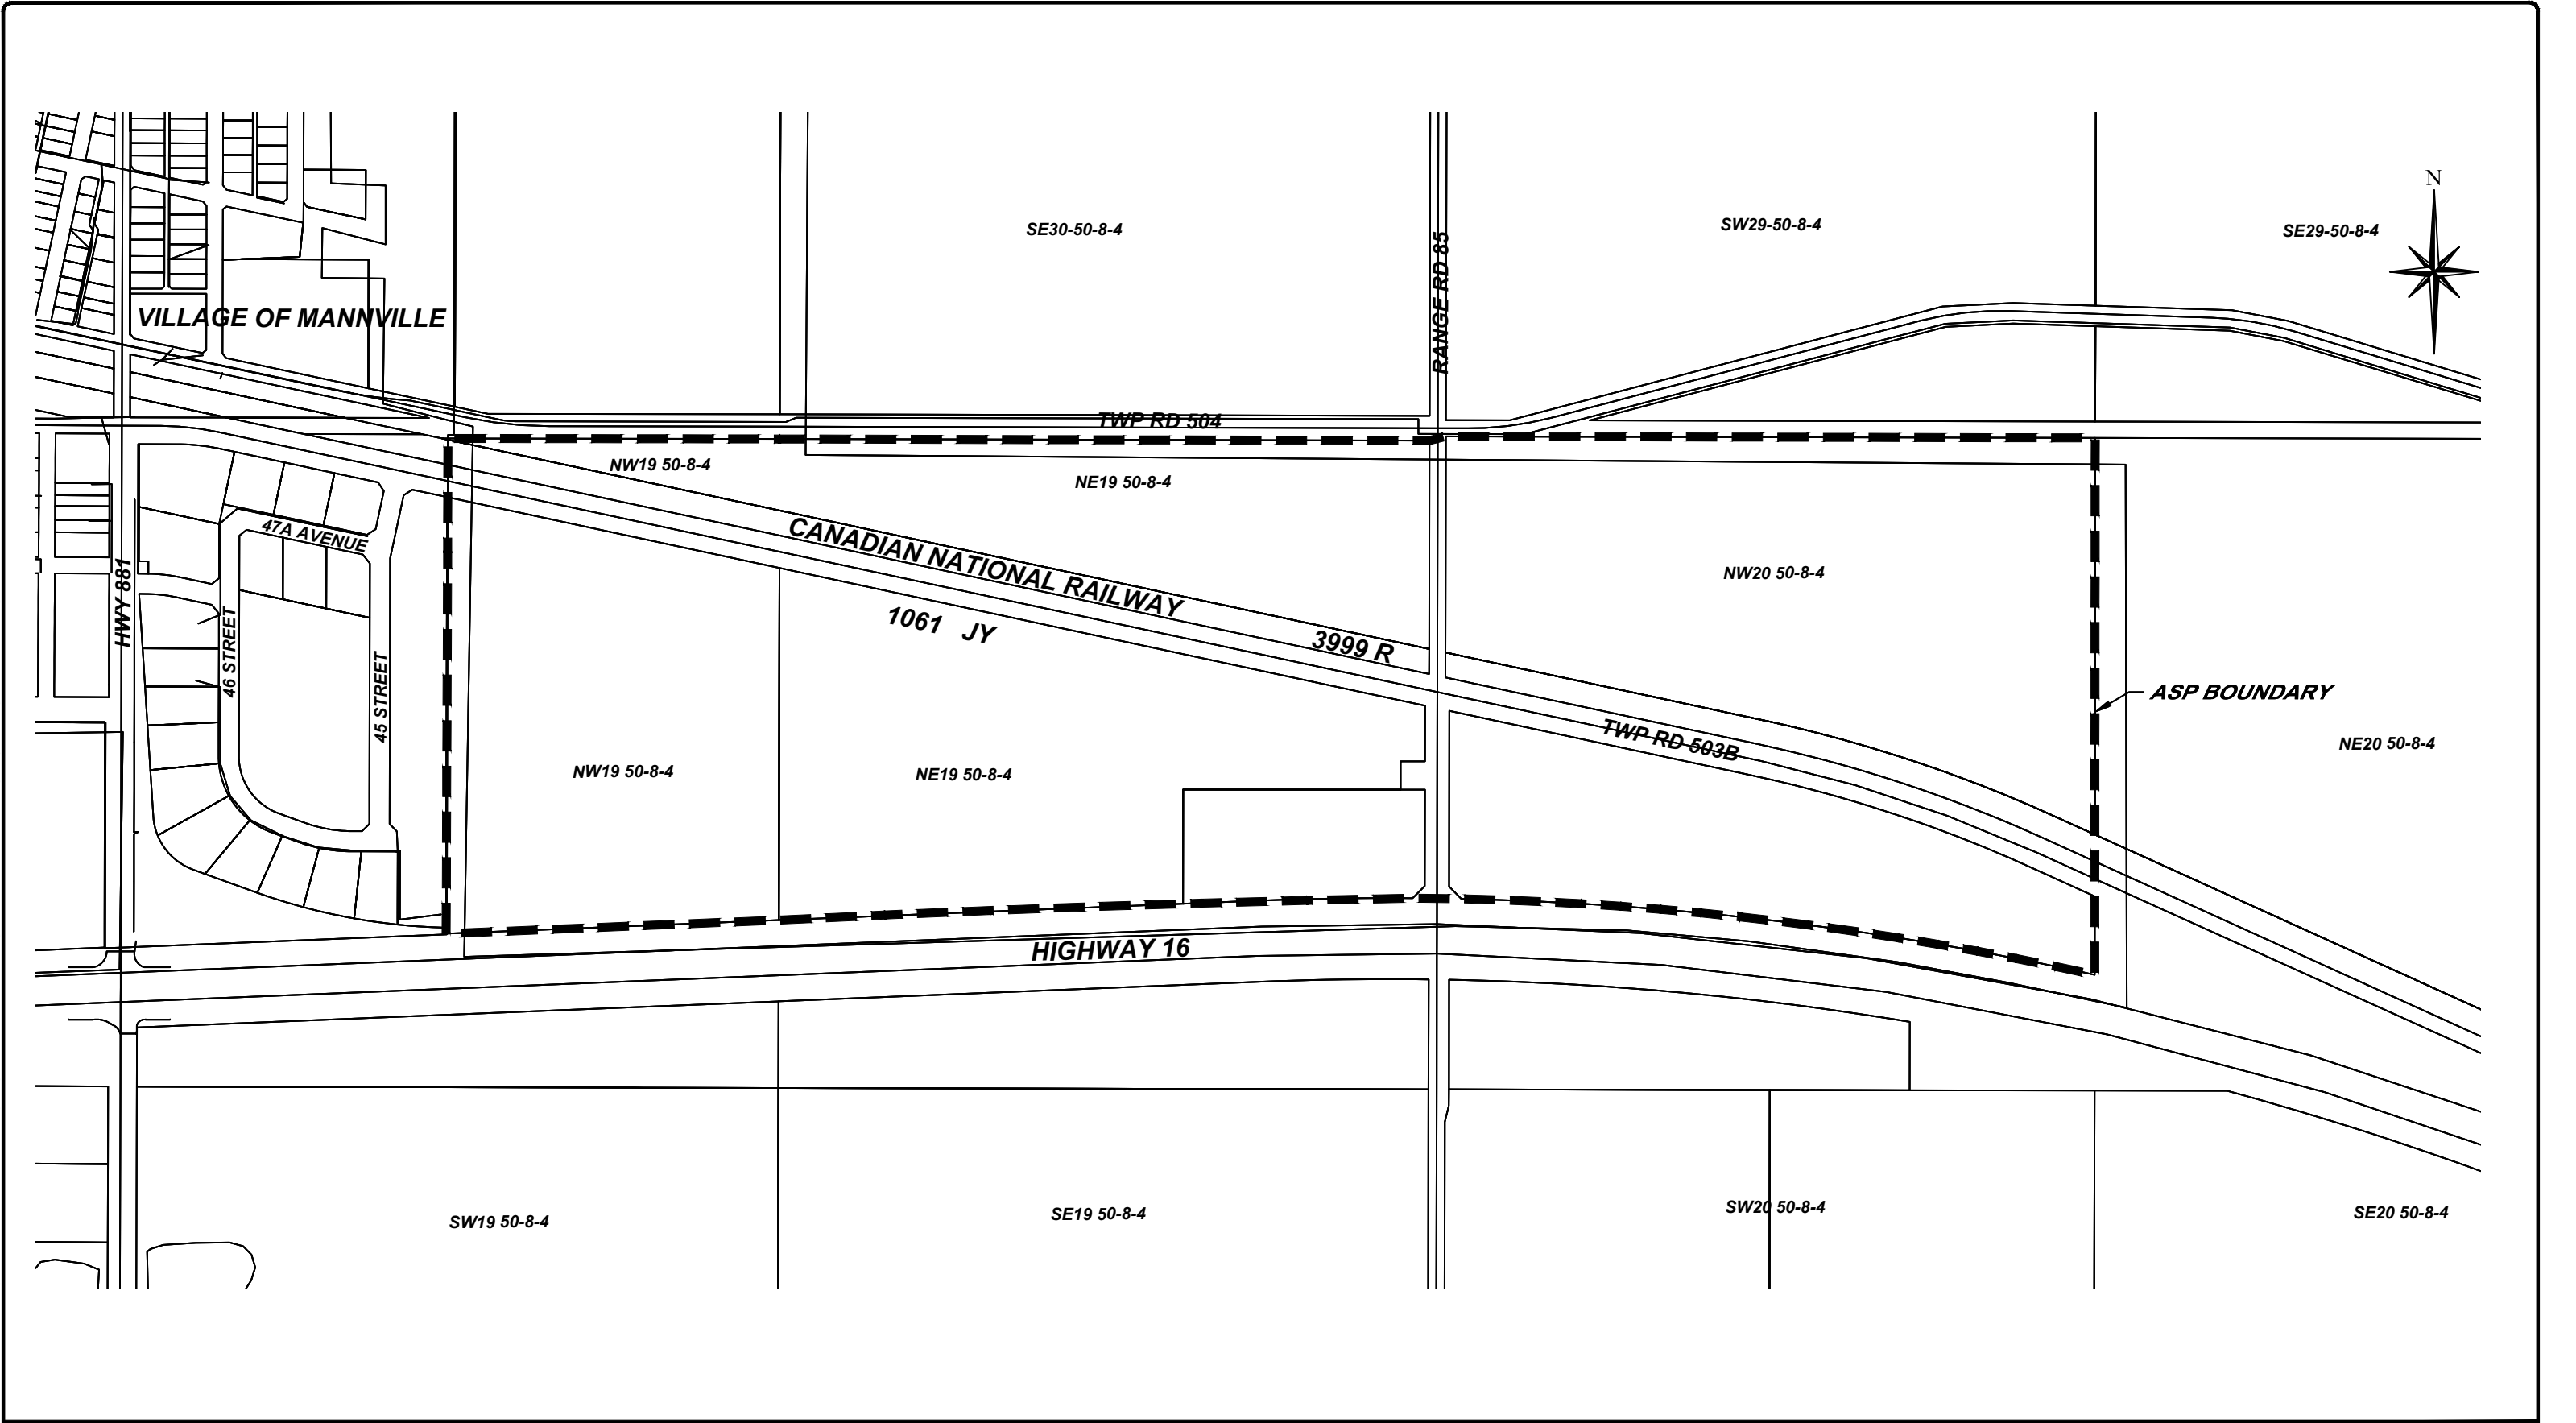 N
SE30-50-8-4
SW29-50-8-4
SE29-50-8-4
RANGE RD 85
VILLAGE OF MANNVILLE
TWP RD 504
NW19 50-8-4
NE19 50-8-4
47A AVENUE
CANADIAN NATIONAL RAILWAY
NW20 50-8-4
HWY 881
1061 JY
3999 R
46 STREET
45 STREET
ASP BOUNDARY
TWP RD 503B
NE20 50-8-4
NW19 50-8-4
NE19 50-8-4
HIGHWAY 16
SW19 50-8-4
SE19 50-8-4
SW20 50-8-4
SE20 50-8-4